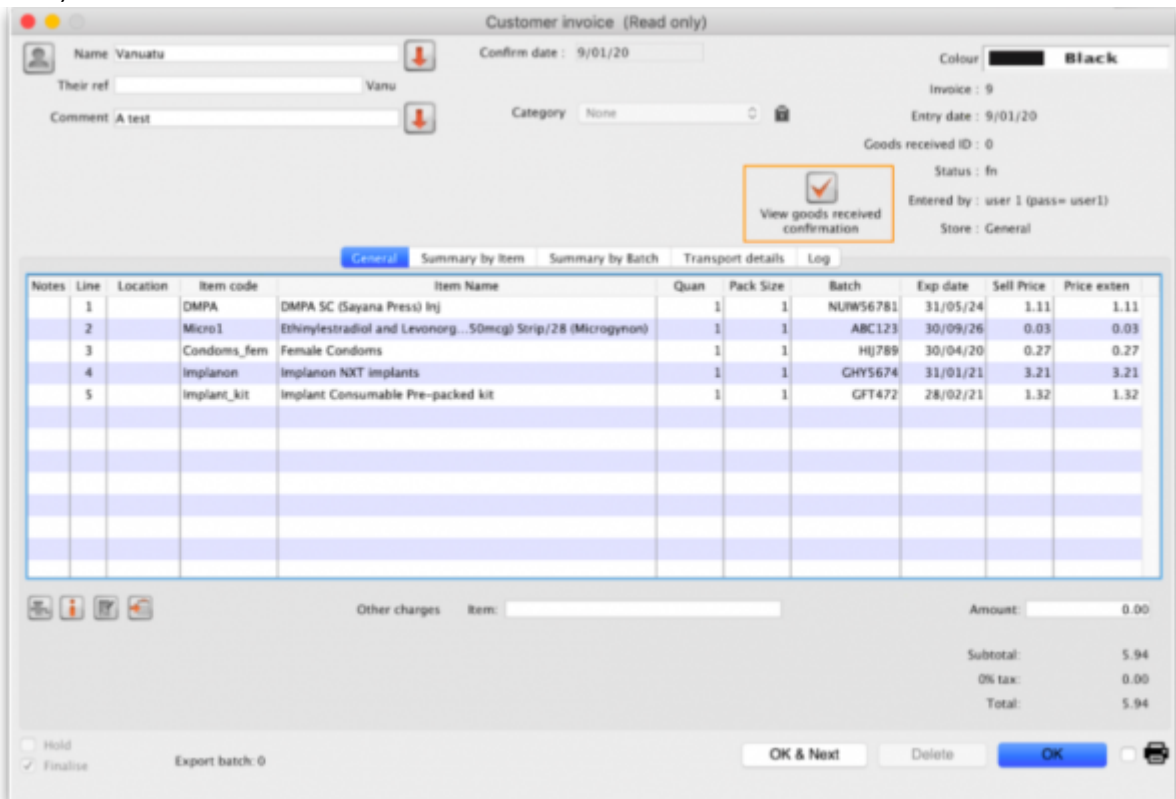 Customer invoice (Read only)
Name Vanuatu Confirm date : 9/01/20 Colour Black
Their ref Vanu Invoice : 9
Comment A test Category None Entry date : 9/01/20
Goods received ID : 0
Status : fn
View goods received confirmation
Entered by : user 1 (pass= user1)
Store : General
General Summary by Item Summary by Batch Transport details Log
Notes Line Location Item code Item Name Quan Pack Size Batch Exp date Sell Price Price exten
1 DMPA DMPA SC (Sayana Press) Inj 1 1 NUIW56781 31/05/24 1.11 1.11
2 Micro1 Ethinylestradiol and Levonorg...50mcg) Strip/28 (Microgynon) 1 1 ABC123 30/09/26 0.03 0.03
3 Condoms_fem Female Condoms 1 1 HIJ789 30/04/20 0.27 0.27
4 Implanon Implanon NXT implants 1 1 GHY5674 31/01/21 3.21 3.21
5 Implant_kit Implant Consumable Pre-packed kit 1 1 GFT472 28/02/21 1.32 1.32
Other charges Item: Amount: 0.00
Subtotal: 5.94
0% tax: 0.00
Total: 5.94
Hold
Finalise Export batch: 0 OK & Next Delete OK